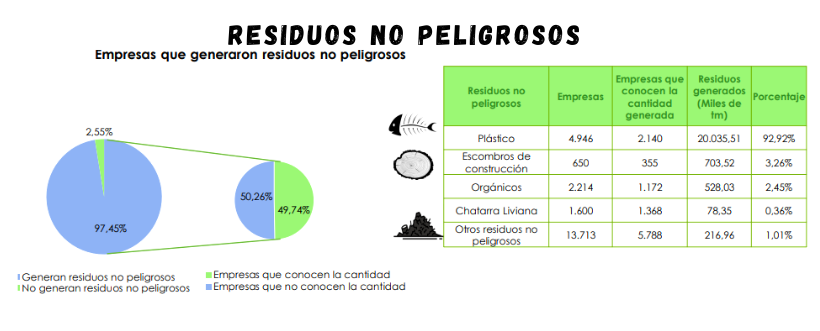 RESIDUOS NO PELIGROSOS
Empresas que generaron residuos no peligrosos
2,55%
97,45%
50,26%
49,74%
Generan residuos no peligrosos
No generan residuos no peligrosos
Empresas que conocen la cantidad
Empresas que no conocen la cantidad
Residuos no peligrosos Empresas Empresas que conocen la cantidad generada Residuos generados (Miles de tm) Porcentaje
Plástico 4.946 2.140 20.035,51 92,92%
Escombros de construcción 650 355 703,52 3,26%
Orgánicos 2.214 1.172 528,03 2,45%
Chatarra Liviana 1.600 1.368 78,35 0,36%
Otros residuos no peligrosos 13.713 5.788 216,96 1,01%